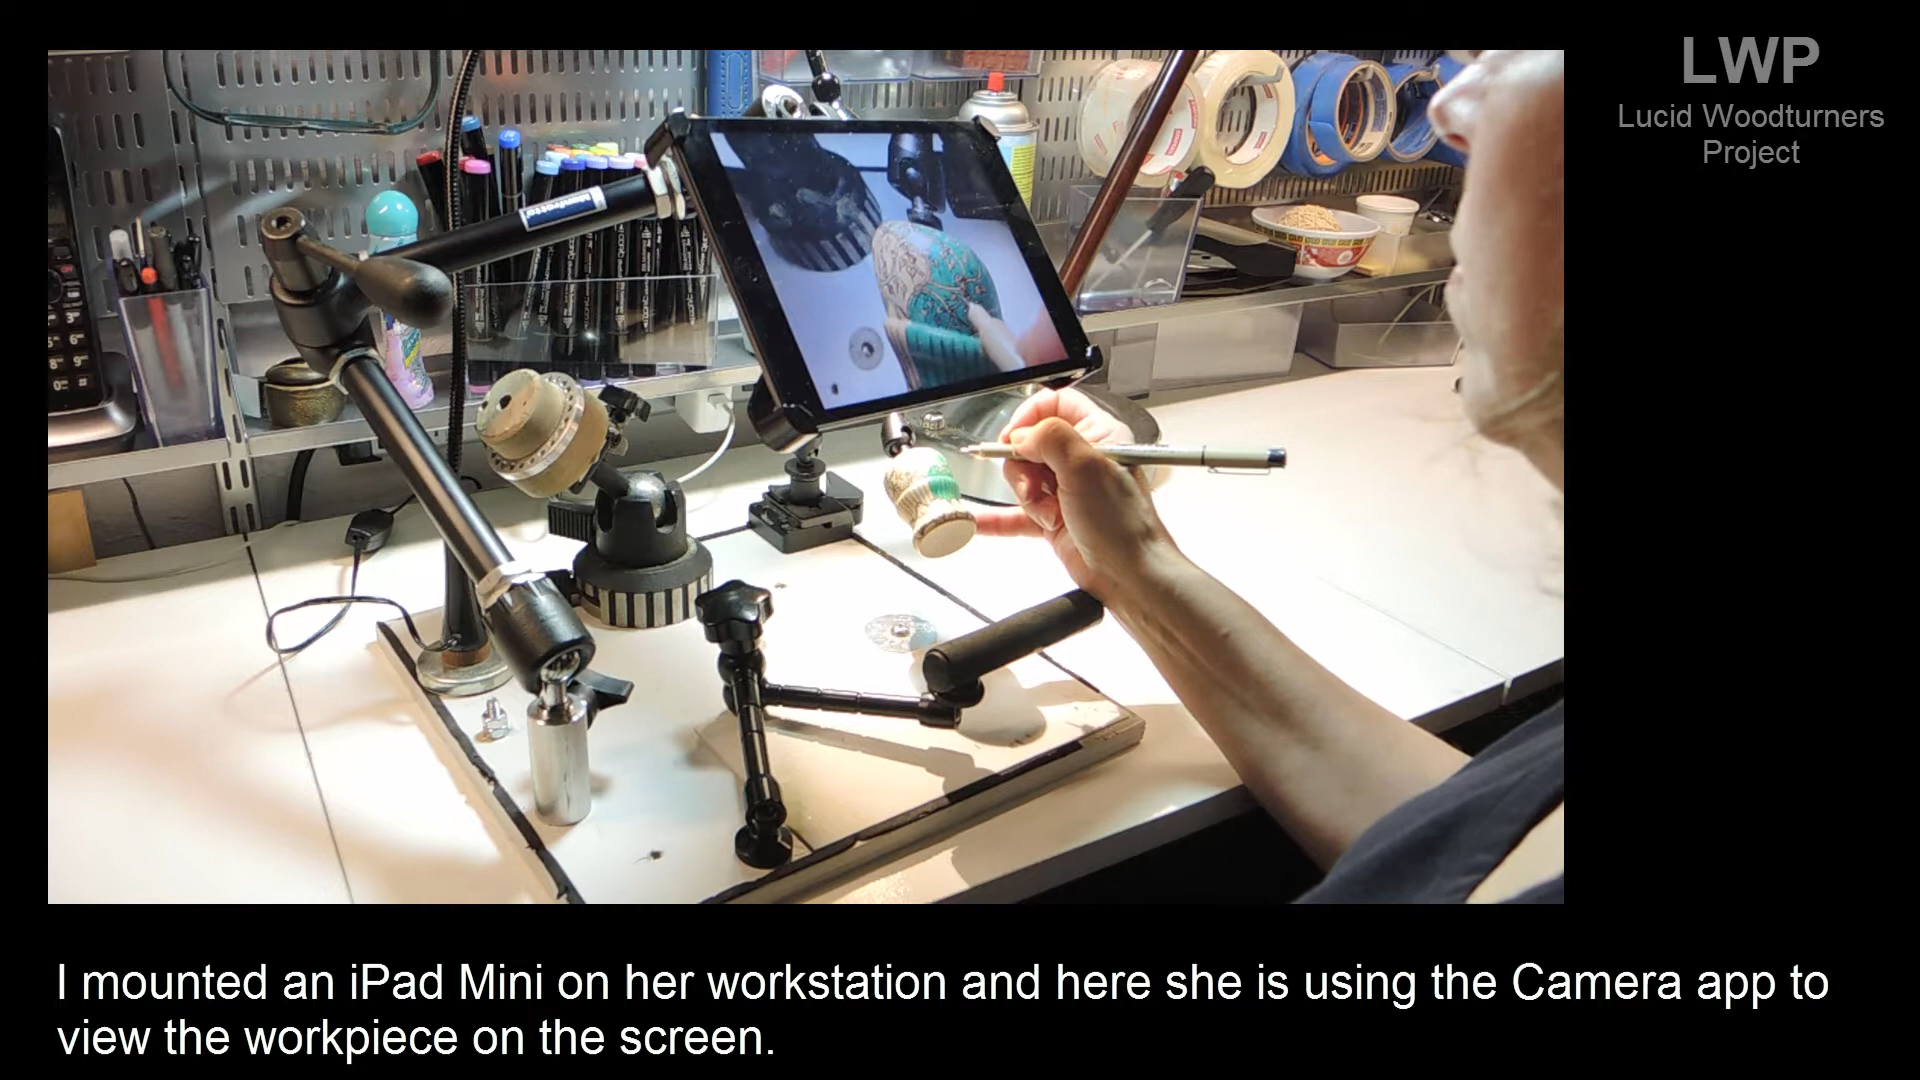 LWP
Lucid Woodturners
Project
Manfrotto
I mounted an iPad Mini on her workstation and here she is using the Camera app to
view the workpiece on the screen.